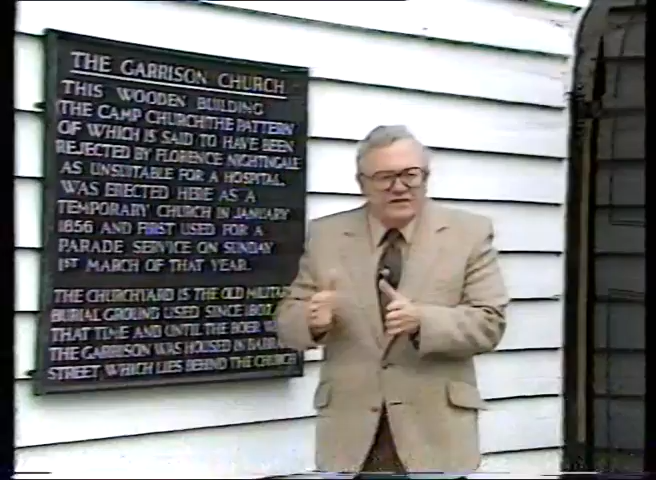 THE GARRISON CHURCH
THIS WOODEN BUILDING
THE CAMP CHURCH THE PATTERN
OF WHICH IS SAID TO HAVE BEEN
REJECTED BY FLORENCE NIGHTINGALE
AS UNSUITABLE FOR A HOSPITAL,
WAS ERECTED HERE AS A
TEMPORARY CHURCH IN JANUARY
1856 AND FIRST USED FOR A
PARADE SERVICE ON SUNDAY
1ST MARCH OF THAT YEAR.
THE CHURCHYARD IS THE OLD
BURIAL GROUND USED SINCE
THAT TIME AND UNTIL THE BOER
THE GARRISON WAS HOUSED IN
STREET, WHICH LIES BEHIND THE